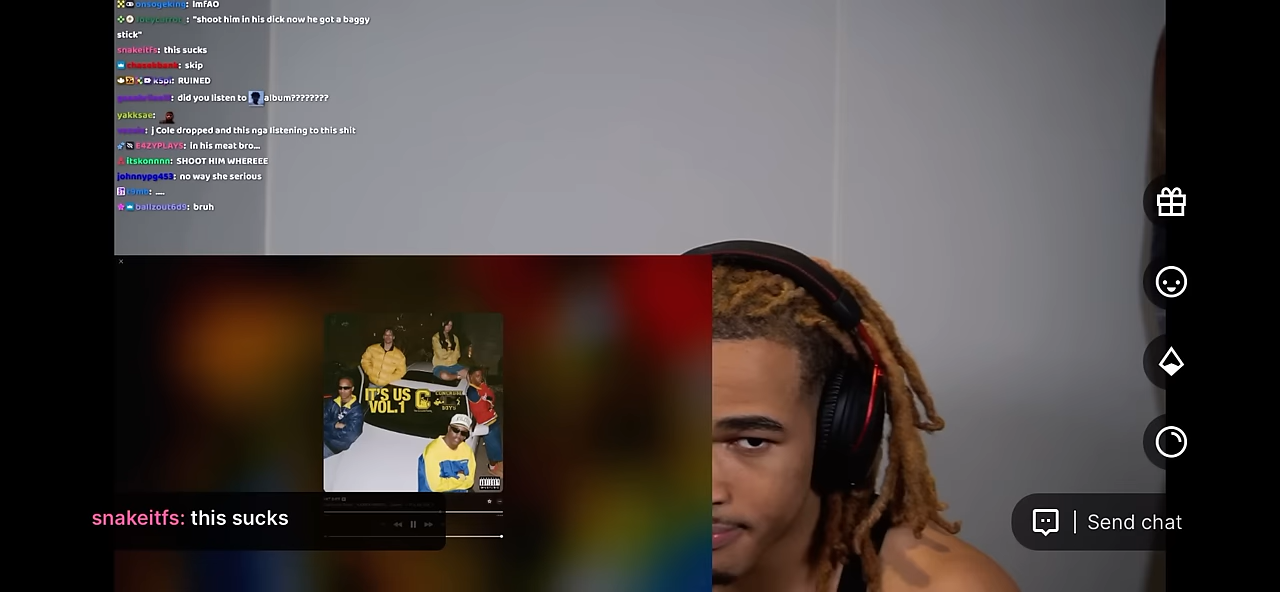 onsogeking: lmfAO
"shoot him in his dick now he got a baggy
stick"
snakeitfs: this sucks
skip
RUINED
did you listen to album????????
yakksae:
j Cole dropped and this nga listening to this shit
E4ZYPLAYS: in his meat bro...
itskonnnn: SHOOT HIM WHEREEE
johnnypg453: no way she serious
....
ballzout6d9: bruh
IT'S US
VOL.1
snakeitfs: this sucks
Send chat